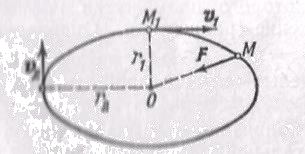 M₁ v₁
r₁ F M
v₂
r₂ O